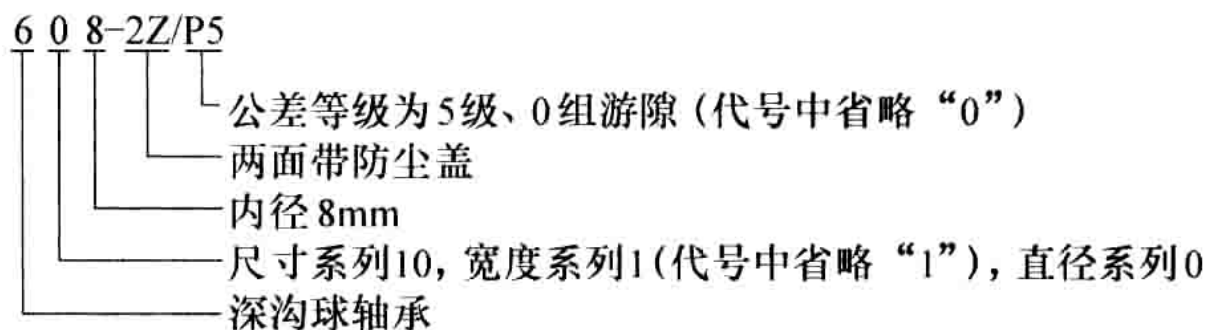 6 0 8-2Z/P5
公差等级为5级、0组游隙(代号中省略“0”)
两面带防尘盖
内径8mm
尺寸系列10，宽度系列1(代号中省略“1”)，直径系列0
深沟球轴承